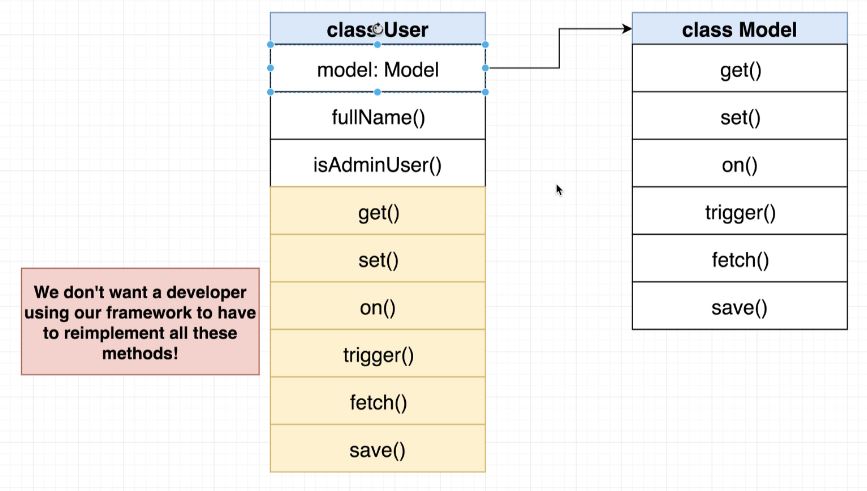 class User
model: Model
fullName()
isAdminUser()
get()
set()
on()
trigger()
fetch()
save()
We don't want a developer
using our framework to have
to reimplement all these
methods!
class Model
get()
set()
on()
trigger()
fetch()
save()